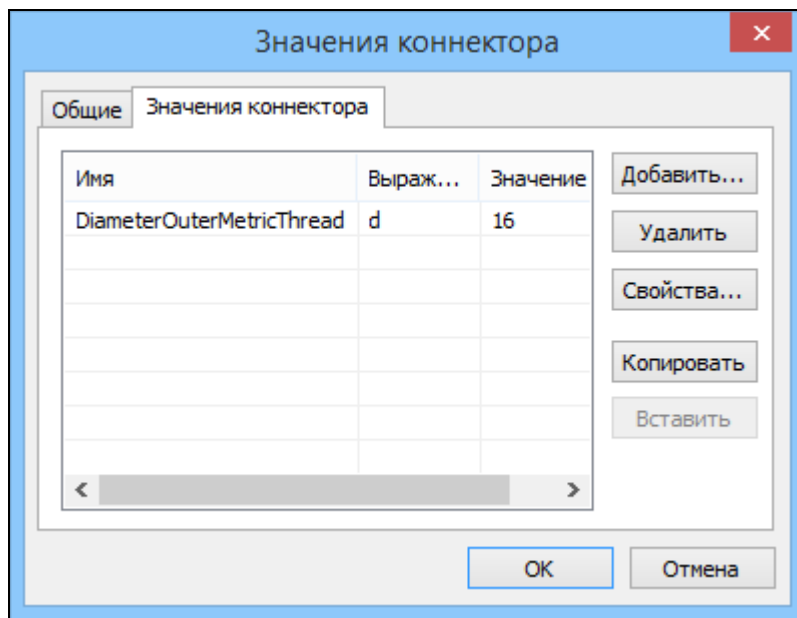 Значения коннектора
Общие
Значения коннектора
Имя Выраж... Значение
DiameterOuterMetricThread d 16
Добавить...
Удалить
Свойства...
Копировать
Вставить
OK
Отмена